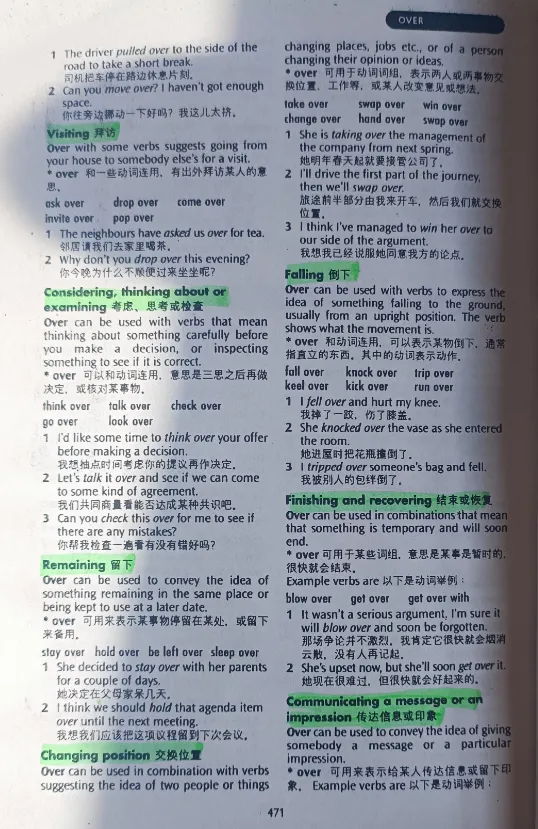 OVER
1 The driver pulled over to the side of the
road to take a short break.
司机把车停在路边休息片刻。
2 Can you move over? I haven't got enough
space.
你往旁边挪动一下好吗？我这儿太挤。
Visiting 拜访
Over with some verbs suggests going from
your house to somebody else's for a visit.
* over 和一些动词连用，有出外拜访某人的意
思。
ask over drop over come over
invite over pop over
1 The neighbours have asked us over for tea.
邻居请我们去家里喝茶。
2 Why don't you drop over this evening?
你今晚为什么不顺便过来坐坐呢？
Considering, thinking about or
examining 考虑、思考或检查
Over can be used with verbs that mean
thinking about something carefully before
you make a decision, or inspecting
something to see if it is correct.
* over 可以和动词连用，意思是三思之后再做
决定，或核对某事物。
think over talk over check over
go over look over
1 I'd like some time to think over your offer
before making a decision.
我想抽点时间考虑你的提议再作决定。
2 Let's talk it over and see if we can come
to some kind of agreement.
我们共同商量看能否达成某种共识吧。
3 Can you check this over for me to see if
there are any mistakes?
你帮我检查一遍看有没有错好吗？
Remaining 留下
Over can be used to convey the idea of
something remaining in the same place or
being kept to use at a later date.
* over 可用来表示某事物停留在某处，或留下
来备用。
stay over hold over be left over sleep over
1 She decided to stay over with her parents
for a couple of days.
她决定在父母家呆几天。
2 I think we should hold that agenda item
over until the next meeting.
我想我们应该把这项议程留到下次会议。
Changing position 交换位置
Over can be used in combination with verbs
suggesting the idea of two people or things
changing places, jobs etc., or of a person
changing their opinion or ideas.
* over 可用于动词词组，表示两人或两事物交
换位置、工作等，或某人改变意见或想法。
take over swap over win over
change over hand over swop over
1 She is taking over the management of
the company from next spring.
她明年春天起就要接管公司了。
2 I'll drive the first part of the journey,
then we'll swap over.
旅途前半部分由我来开车，然后我们就交换
位置。
3 I think I've managed to win her over to
our side of the argument.
我想我已经说服她同意我方的论点。
Falling 倒下
Over can be used with verbs to express the
idea of something falling to the ground,
usually from an upright position. The verb
shows what the movement is.
* over 和动词连用，可以表示某物倒下，通常
指直立的东西。其中的动词表示动作。
fall over knock over trip over
keel over kick over run over
1 I fell over and hurt my knee.
我摔了一跤，伤了膝盖。
2 She knocked over the vase as she entered
the room.
她进屋时把花瓶撞倒了。
3 I tripped over someone's bag and fell.
我被别人的包绊倒了。
Finishing and recovering 结束或恢复
Over can be used in combinations that mean
that something is temporary and will soon
end.
* over 可用于某些词组，意思是某事是暂时的，
很快就会结束。
Example verbs are 以下是动词举例：
blow over get over get over with
1 It wasn't a serious argument, I'm sure it
will blow over and soon be forgotten.
那场争论并不激烈，我肯定它很快就会烟消
云散，没有人再记起。
2 She's upset now, but she'll soon get over it.
她现在很难过，但很快就会好起来的。
Communicating a message or an
impression 传达信息或印象
Over can be used to convey the idea of giving
somebody a message or a particular
impression.
* over 可用来表示给某人传达信息或留下印
象。 Example verbs are 以下是动词举例：
471